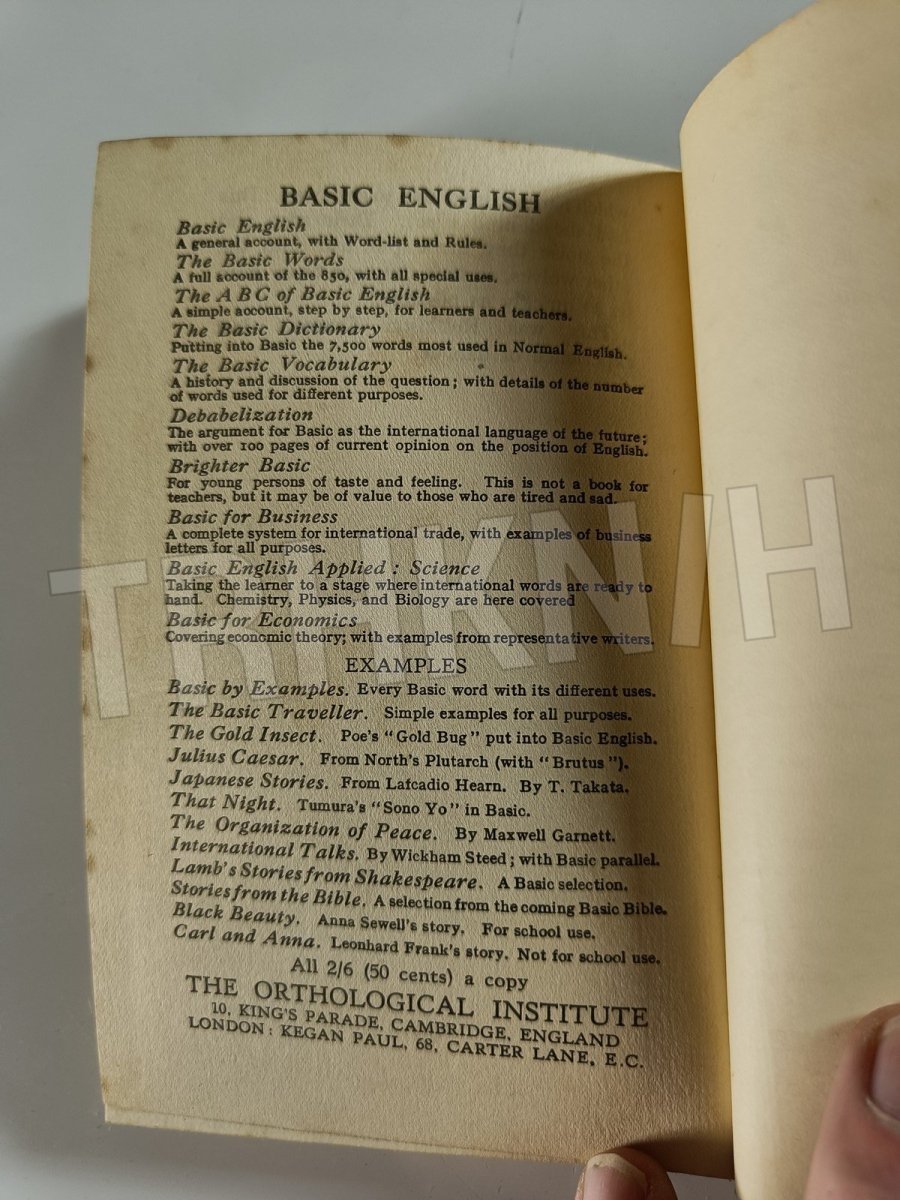 BASIC ENGLISH
Basic English
A general account, with Word-list and Rules.
The Basic Words
A full account of the 850, with all special uses.
The A B C of Basic English
A simple account, step by step, for learners and teachers.
The Basic Dictionary
Putting into Basic the 7,500 words most used in Normal English.
The Basic Vocabulary
A history and discussion of the question; with details of the number
of words used for different purposes.
Debabelization
The argument for Basic as the international language of the future;
with over 100 pages of current opinion on the position of English.
Brighter Basic
For young persons of taste and feeling. This is not a book for
teachers, but it may be of value to those who are tired and sad.
Basic for Business
A complete system for international trade, with examples of business
letters for all purposes.
Basic English Applied: Science
Taking the learner to a stage where international words are ready to
hand. Chemistry, Physics, and Biology are here covered
Basic for Economics
Covering economic theory; with examples from representative writers.
EXAMPLES
Basic by Examples. Every Basic word with its different uses.
The Basic Traveller. Simple examples for all purposes.
The Gold Insect. Poe's "Gold Bug" put into Basic English.
Julius Caesar. From North's Plutarch (with "Brutus").
Japanese Stories. From Lafcadio Hearn. By T. Takata.
That Night. Tumura's "Sono Yo" in Basic.
The Organization of Peace. By Maxwell Garnett.
International Talks. By Wickham Steed; with Basic parallel.
Lamb's Stories from Shakespeare. A Basic selection.
Stories from the Bible. A selection from the coming Basic Bible.
Black Beauty. Anna Sewell's story. For school use.
Carl and Anna. Leonhard Frank's story. Not for school use.
All 2/6 (50 cents) a copy
THE ORTHOLOGICAL INSTITUTE
10, KING'S PARADE, CAMBRIDGE, ENGLAND
LONDON: KEGAN PAUL, 68, CARTER LANE, E.C.